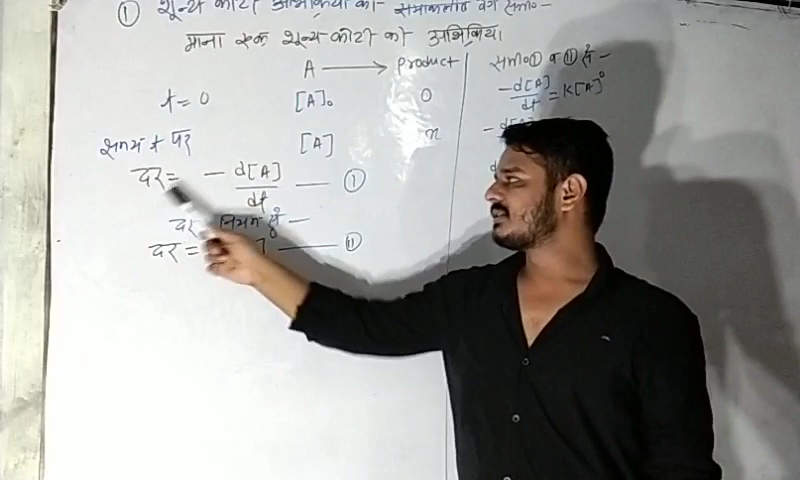 ① शून्य कोटी अभिक्रिया का समाकलित वेग समी०-
माना एक शून्य-कोटी की अभिक्रिया
A ⟶ Product
t = 0 [A]₀ 0
समय t पर [A] x
दर = - d[A]/dt — ①
दर नियम से -
दर = — ⑪
समी० ① व ⑪ से -
-d[A]/dt = K[A]⁰